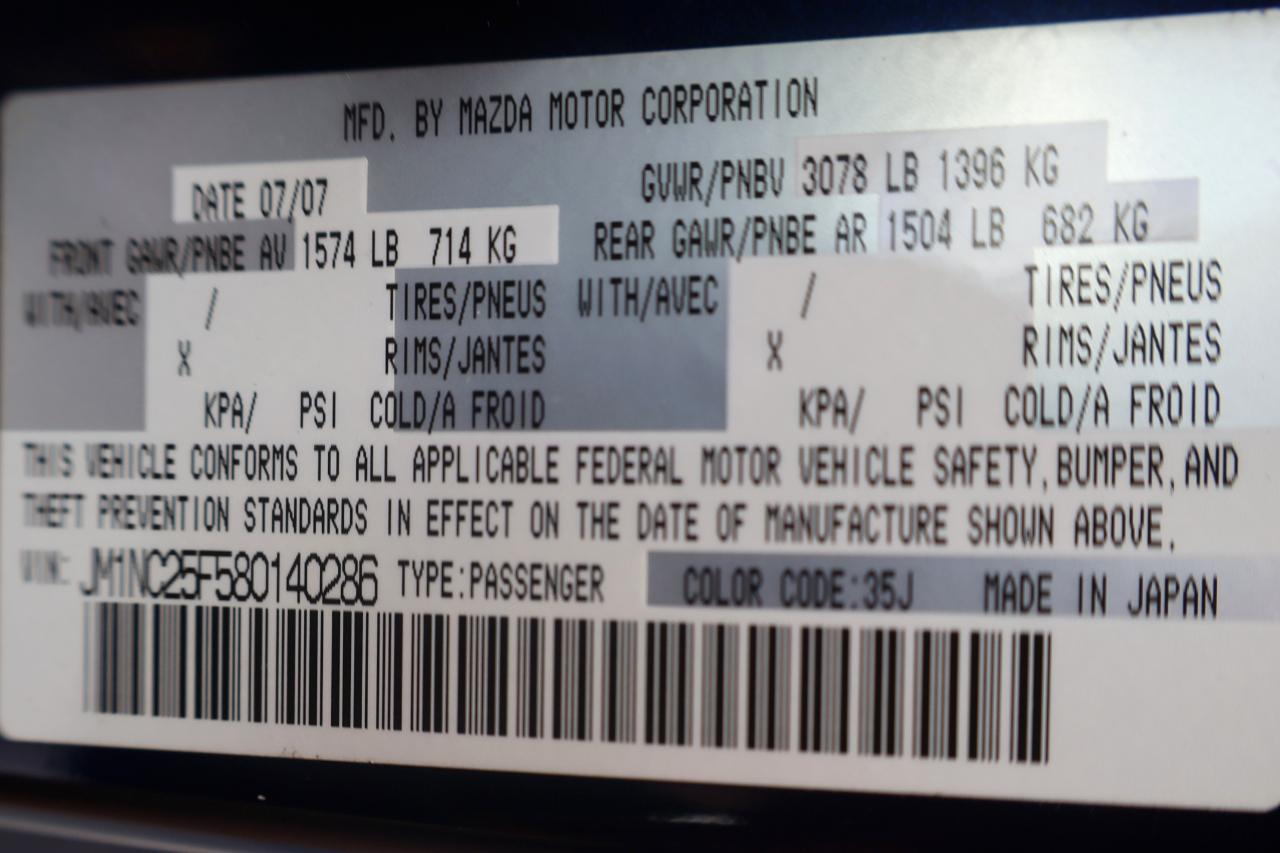 MFD. BY MAZDA MOTOR CORPORATION
DATE 07/07 GVWR/PNBV 3078 LB 1396 KG
FRONT GAWR/PNBE AV 1574 LB 714 KG REAR GAWR/PNBE AR 1504 LB 682 KG
WITH/AVEC / TIRES/PNEUS WITH/AVEC / TIRES/PNEUS
X RIMS/JANTES X RIMS/JANTES
KPA/ PSI COLD/A FROID KPA/ PSI COLD/A FROID
THIS VEHICLE CONFORMS TO ALL APPLICABLE FEDERAL MOTOR VEHICLE SAFETY, BUMPER, AND
THEFT PREVENTION STANDARDS IN EFFECT ON THE DATE OF MANUFACTURE SHOWN ABOVE.
VIN: JM1NC25F580140286 TYPE:PASSENGER COLOR CODE:35J MADE IN JAPAN